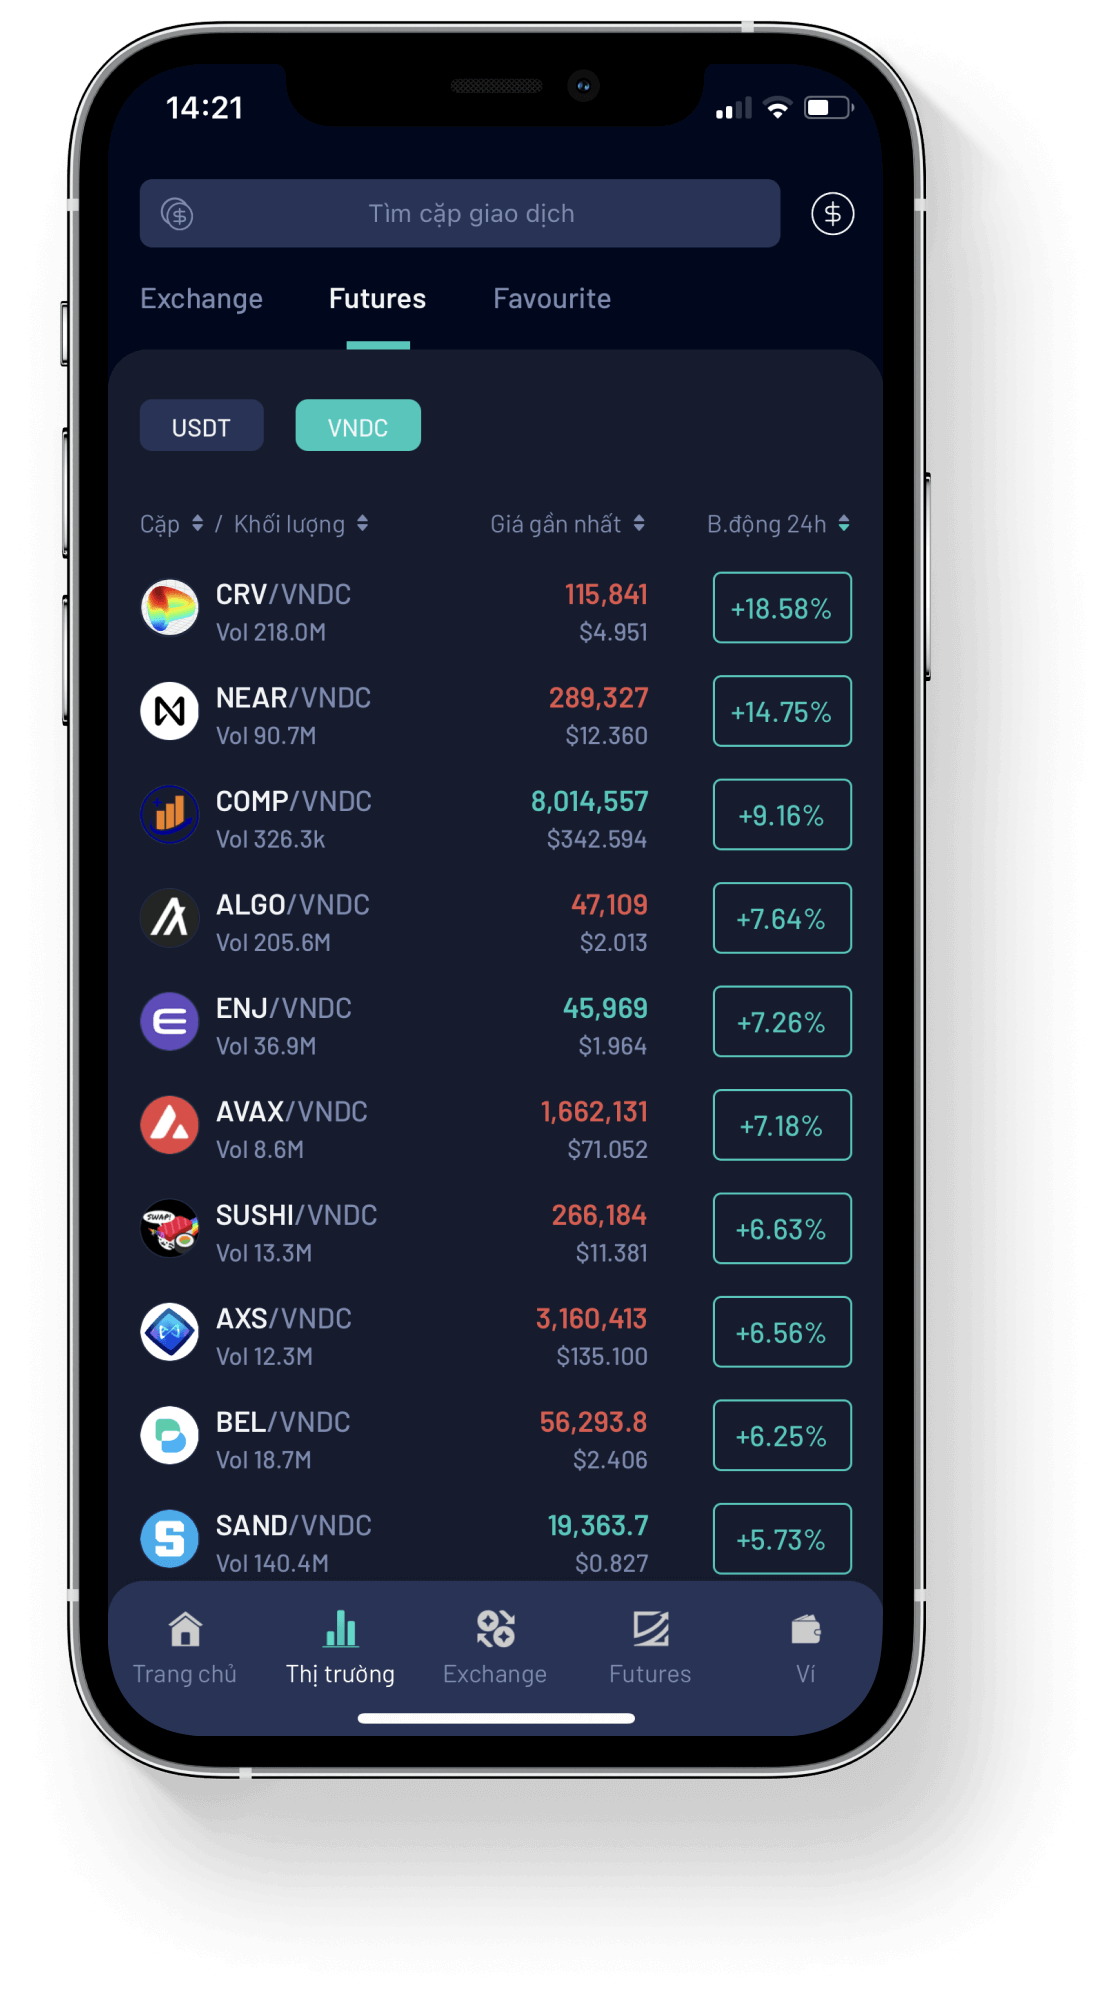 14:21
Tìm cặp giao dịch
Exchange Futures Favourite
USDT VNDC
Cặp / Khối lượng Giá gần nhất B.động 24h
CRV/VNDC 115,841 +18.58%
Vol 218.0M $4.951
NEAR/VNDC 289,327 +14.75%
Vol 90.7M $12.360
COMP/VNDC 8,014,557 +9.16%
Vol 326.3k $342.594
ALGO/VNDC 47,109 +7.64%
Vol 205.6M $2.013
ENJ/VNDC 45,969 +7.26%
Vol 36.9M $1.964
AVAX/VNDC 1,662,131 +7.18%
Vol 8.6M $71.052
SWAP!
SUSHI/VNDC 266,184 +6.63%
Vol 13.3M $11.381
AXS/VNDC 3,160,413 +6.56%
Vol 12.3M $135.100
BEL/VNDC 56,293.8 +6.25%
Vol 18.7M $2.406
SAND/VNDC 19,363.7 +5.73%
Vol 140.4M $0.827
Trang chủ Thị trường Exchange Futures Ví